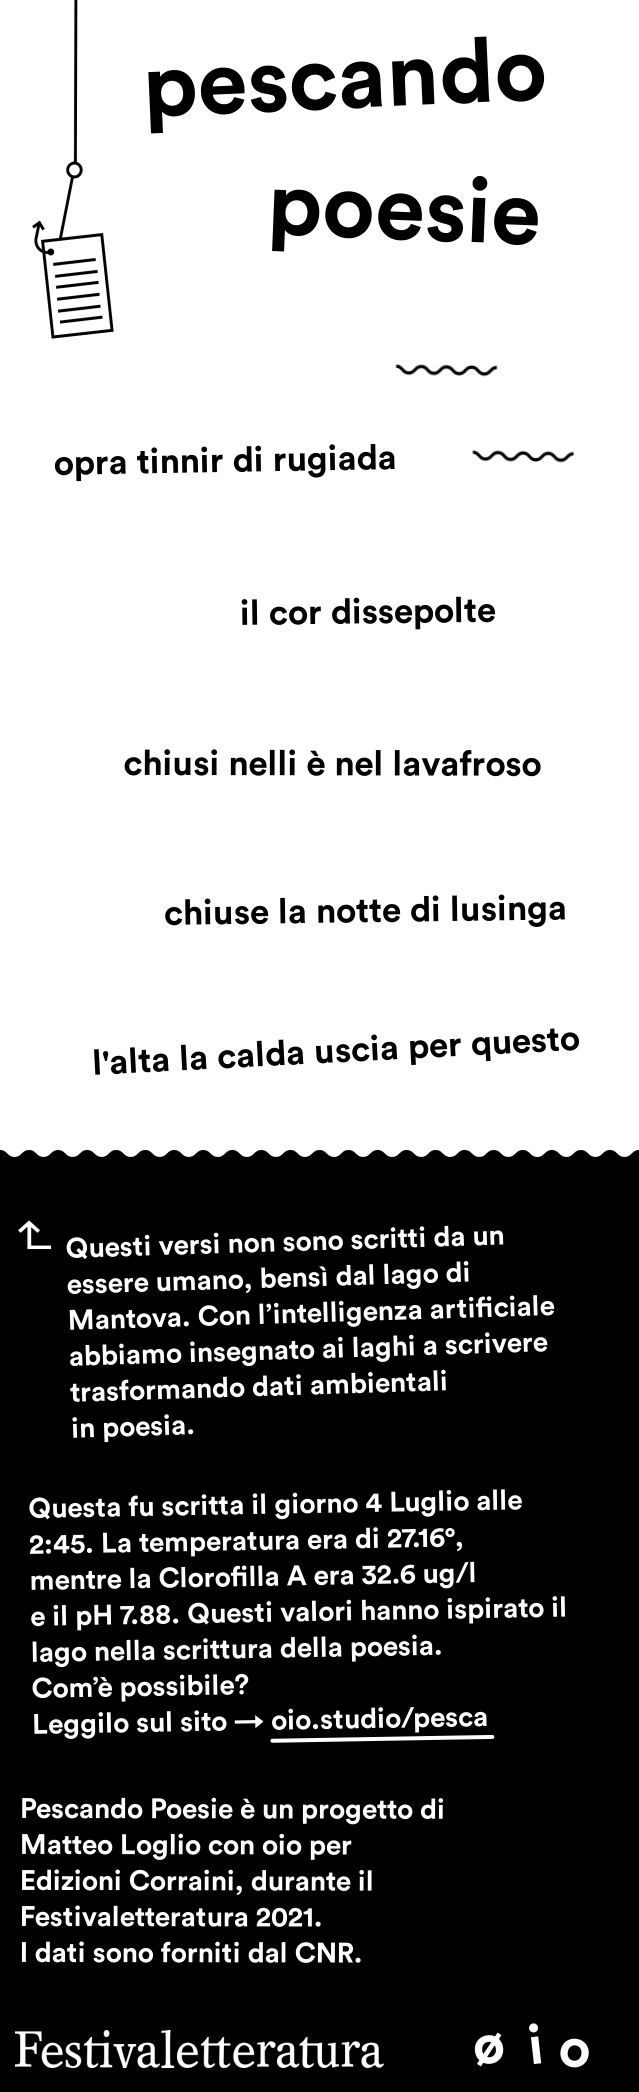 pescando
poesie
opra tinnir di rugiada
il cor dissepolte
chiusi nelli è nel lavafroso
chiuse la notte di lusinga
l'alta la calda uscia per questo
Questi versi non sono scritti da un
essere umano, bensì dal lago di
Mantova. Con l’intelligenza artificiale
abbiamo insegnato ai laghi a scrivere
trasformando dati ambientali
in poesia.
Questa fu scritta il giorno 4 Luglio alle
2:45. La temperatura era di 27.16°,
mentre la Clorofilla A era 32.6 ug/l
e il pH 7.88. Questi valori hanno ispirato il
lago nella scrittura della poesia.
Com’è possibile?
Leggilo sul sito → oio.studio/pesca
Pescando Poesie è un progetto di
Matteo Loglio con oio per
Edizioni Corraini, durante il
Festivaletteratura 2021.
I dati sono forniti dal CNR.
Festivaletteratura øio